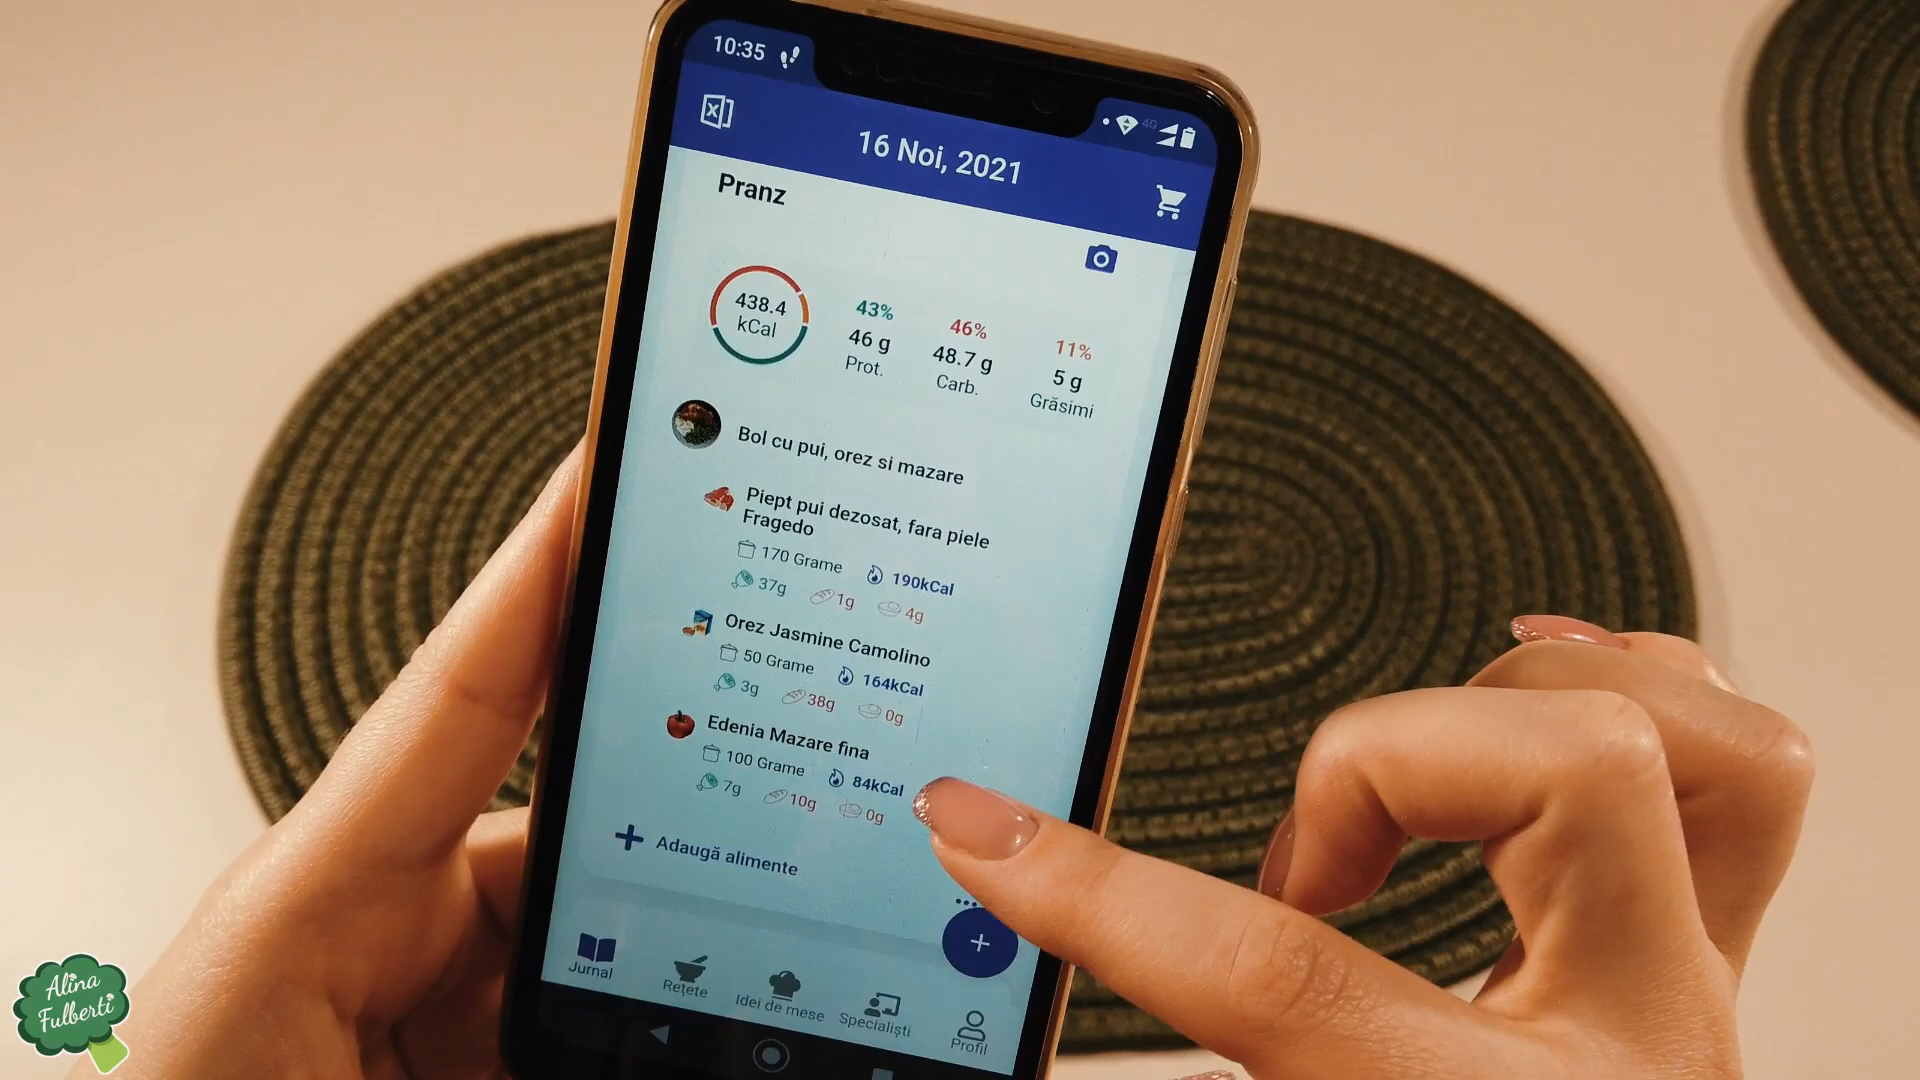 10:35
4G
16 Noi, 2021
Pranz
438.4
kCal
43%
46 g
Prot.
46%
48.7 g
Carb.
11%
5 g
Grăsimi
Bol cu pui, orez si mazare
Piept pui dezosat, fara piele
Fragedo
170 Grame 190kCal
37g 1g 4g
Orez Jasmine Camolino
50 Grame 164kCal
3g 38g 0g
Edenia Mazare fina
100 Grame 84kCal
7g 10g 0g
+ Adaugă alimente
+
Jurnal
Rețete
Idei de mese
Specialiști
Profil
Alina
Fulberti